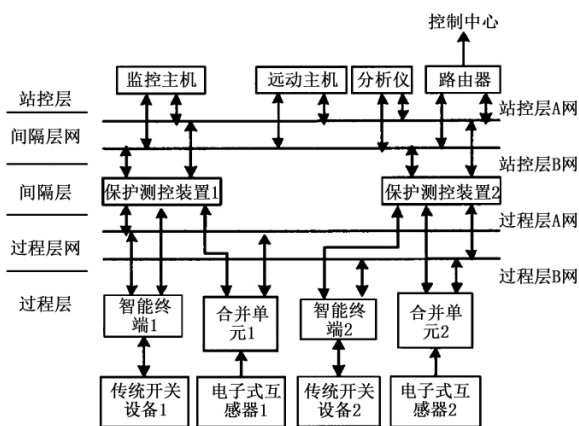 控制中心
监控主机
远动主机
分析仪
路由器
站控层
站控层A网
间隔层网
站控层B网
间隔层
保护测控装置1
保护测控装置2
过程层A网
过程层网
过程层B网
过程层
智能终
端1
合并单
元1
智能终
端2
合并单
元2
传统开关
设备1
电子式互
感器1
传统开关
设备2
电子式互
感器2